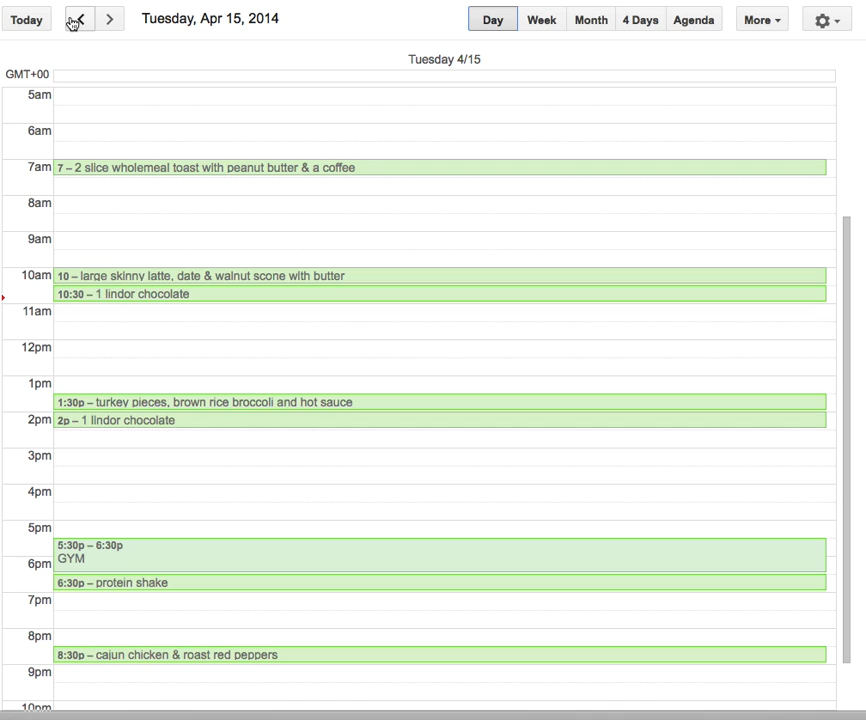 Today
Tuesday, Apr 15, 2014
Day Week Month 4 Days Agenda More
Tuesday 4/15
GMT+00
5am
6am
7am 7 – 2 slice wholemeal toast with peanut butter & a coffee
8am
9am
10am 10 – large skinny latte, date & walnut scone with butter
10:30 – 1 lindor chocolate
11am
12pm
1pm
1:30p – turkey pieces, brown rice broccoli and hot sauce
2pm 2p – 1 lindor chocolate
3pm
4pm
5pm
5:30p – 6:30p
GYM
6pm
6:30p – protein shake
7pm
8pm
8:30p – cajun chicken & roast red peppers
9pm
10pm